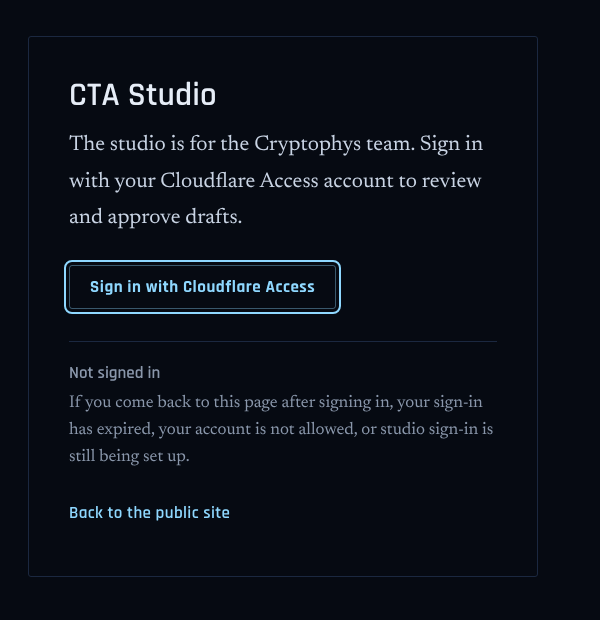 CTA Studio
The studio is for the Cryptophys team. Sign in
with your Cloudflare Access account to review
and approve drafts.
Sign in with Cloudflare Access
Not signed in
If you come back to this page after signing in, your sign-in
has expired, your account is not allowed, or studio sign-in is
still being set up.
Back to the public site